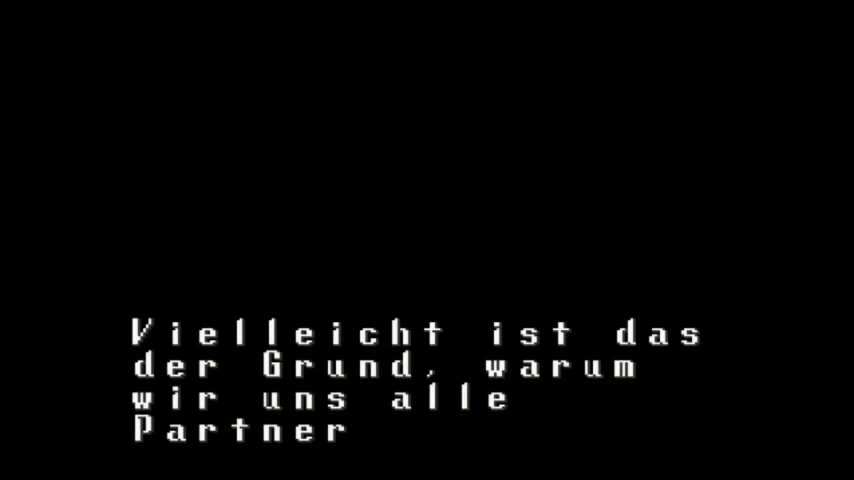 Vielleicht ist das
der Grund, warum
wir uns alle
Partner